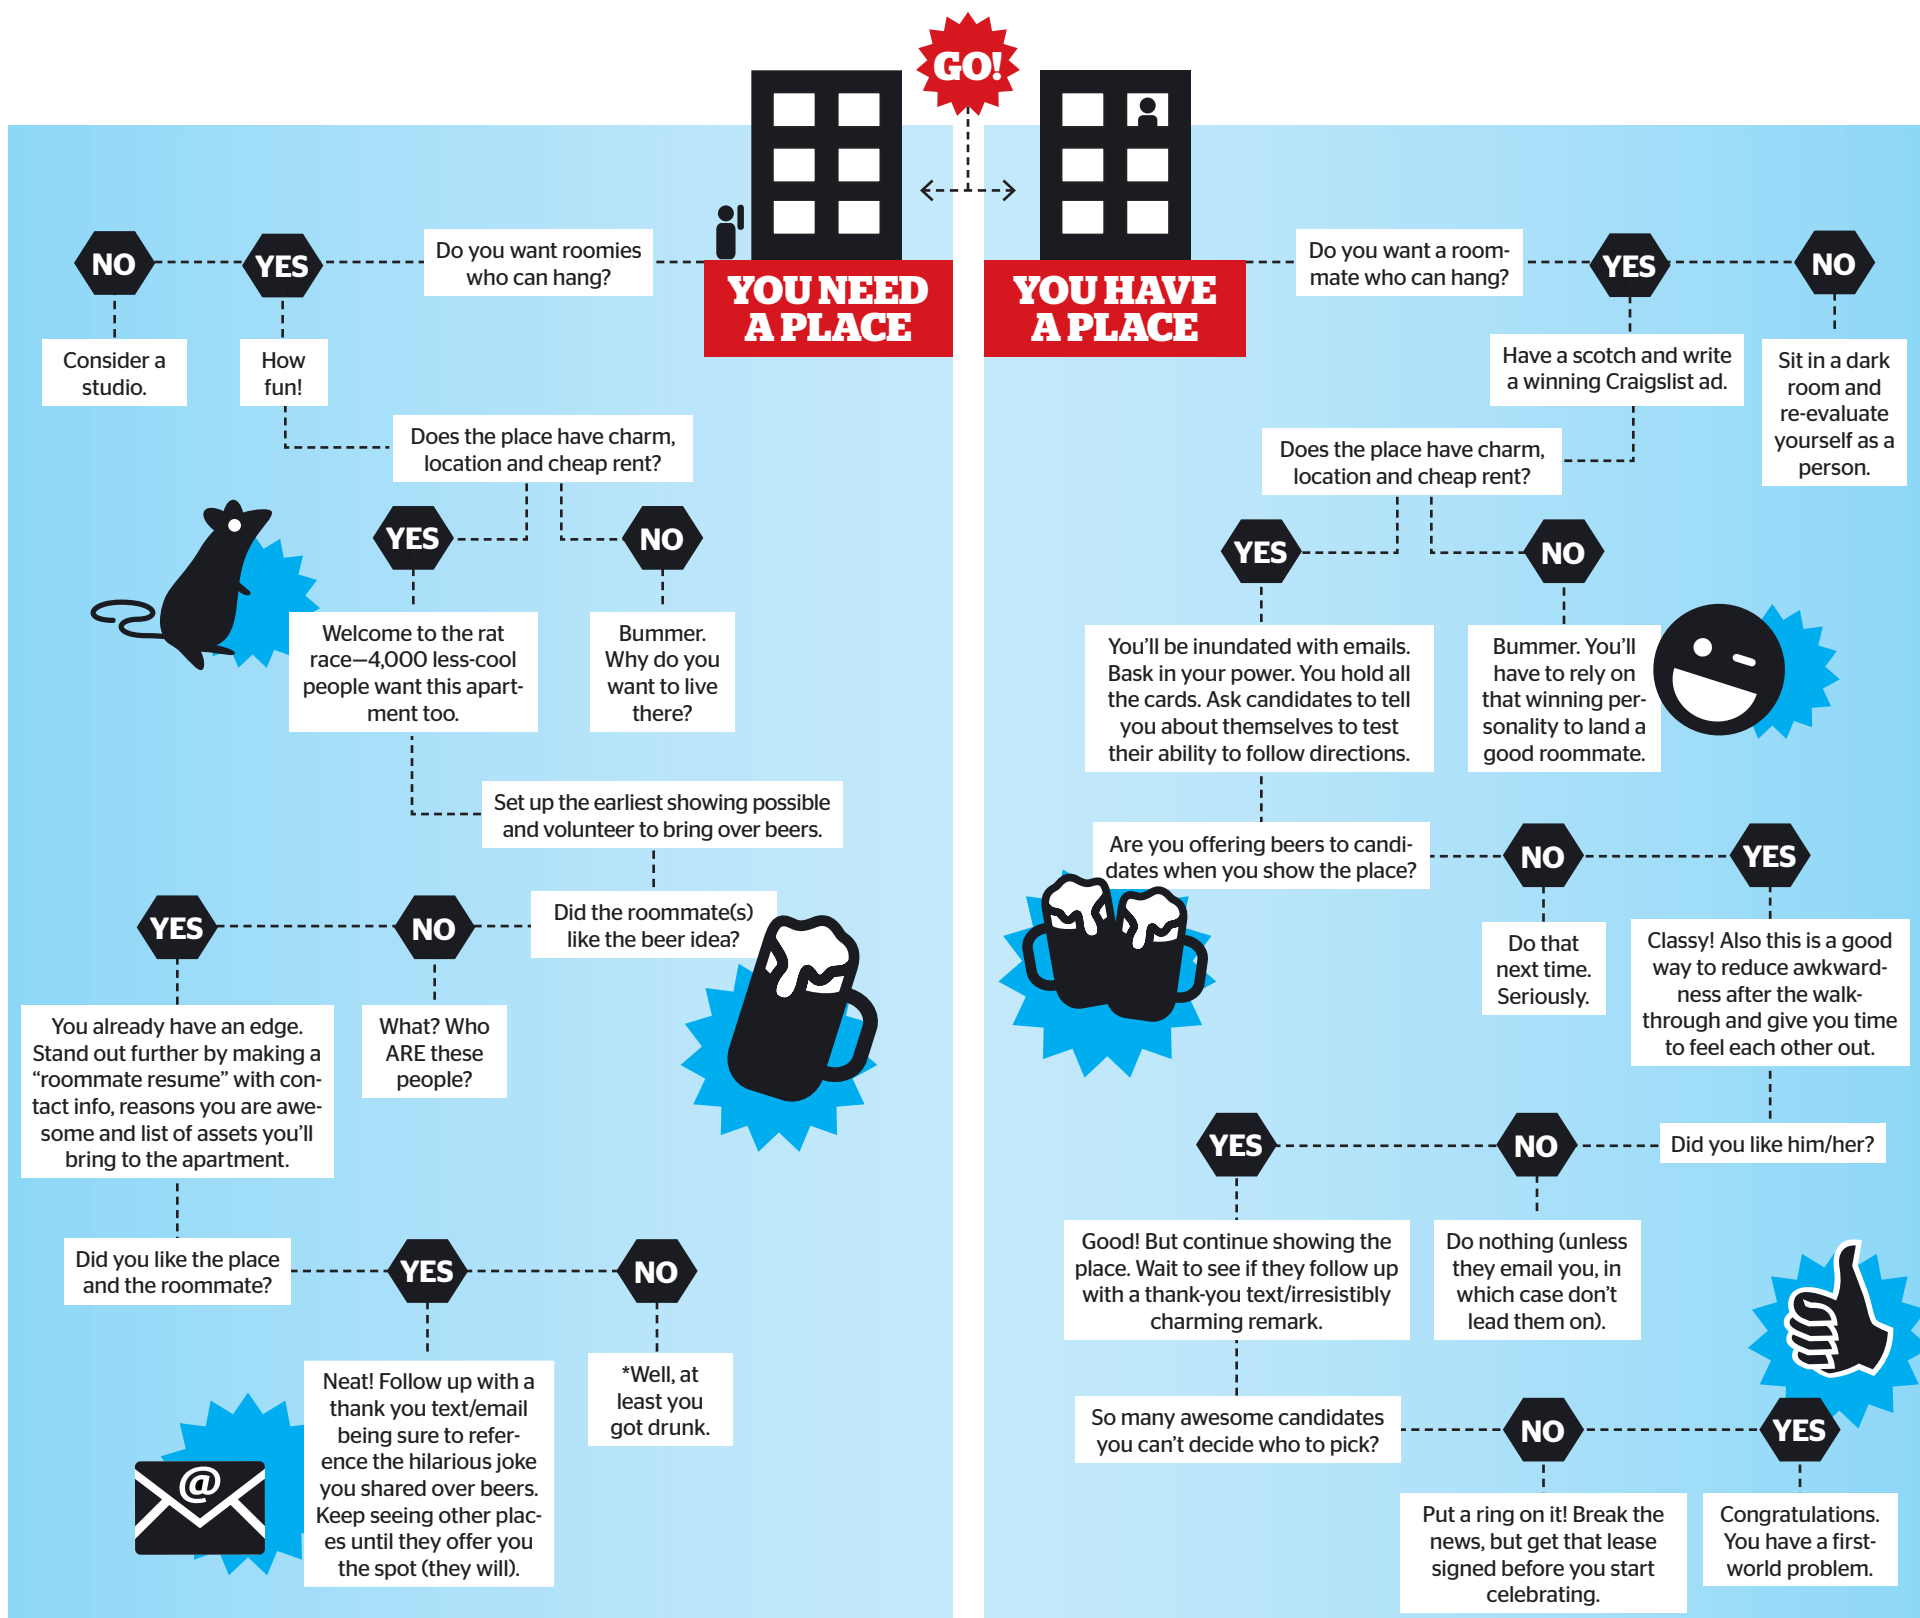 GO!
YOU NEED
A PLACE
Do you want roomies
who can hang?
YES
NO
Consider a
studio.
How
fun!
Does the place have charm,
location and cheap rent?
YES
NO
Welcome to the rat
race—4,000 less-cool
people want this apart-
ment too.
Bummer.
Why do you
want to live
there?
Set up the earliest showing possible
and volunteer to bring over beers.
Did the roommate(s)
like the beer idea?
NO
YES
What? Who
ARE these
people?
You already have an edge.
Stand out further by making a
“roommate resume” with con-
tact info, reasons you are awe-
some and list of assets you’ll
bring to the apartment.
Did you like the place
and the roommate?
YES
NO
Neat! Follow up with a
thank you text/email
being sure to refer-
ence the hilarious joke
you shared over beers.
Keep seeing other plac-
es until they offer you
the spot (they will).
*Well, at
least you
got drunk.
@
YOU HAVE
A PLACE
Do you want a room-
mate who can hang?
YES
NO
Have a scotch and write
a winning Craigslist ad.
Sit in a dark
room and
re-evaluate
yourself as a
person.
Does the place have charm,
location and cheap rent?
YES
NO
You’ll be inundated with emails.
Bask in your power. You hold all
the cards. Ask candidates to tell
you about themselves to test
their ability to follow directions.
Bummer. You’ll
have to rely on
that winning per-
sonality to land a
good roommate.
Are you offering beers to candi-
dates when you show the place?
NO
YES
Do that
next time.
Seriously.
Classy! Also this is a good
way to reduce awkward-
ness after the walk-
through and give you time
to feel each other out.
Did you like him/her?
NO
YES
Good! But continue showing the
place. Wait to see if they follow up
with a thank-you text/irresistibly
charming remark.
Do nothing (unless
they email you, in
which case don’t
lead them on).
So many awesome candidates
you can’t decide who to pick?
NO
YES
Put a ring on it! Break the
news, but get that lease
signed before you start
celebrating.
Congratulations.
You have a first-
world problem.